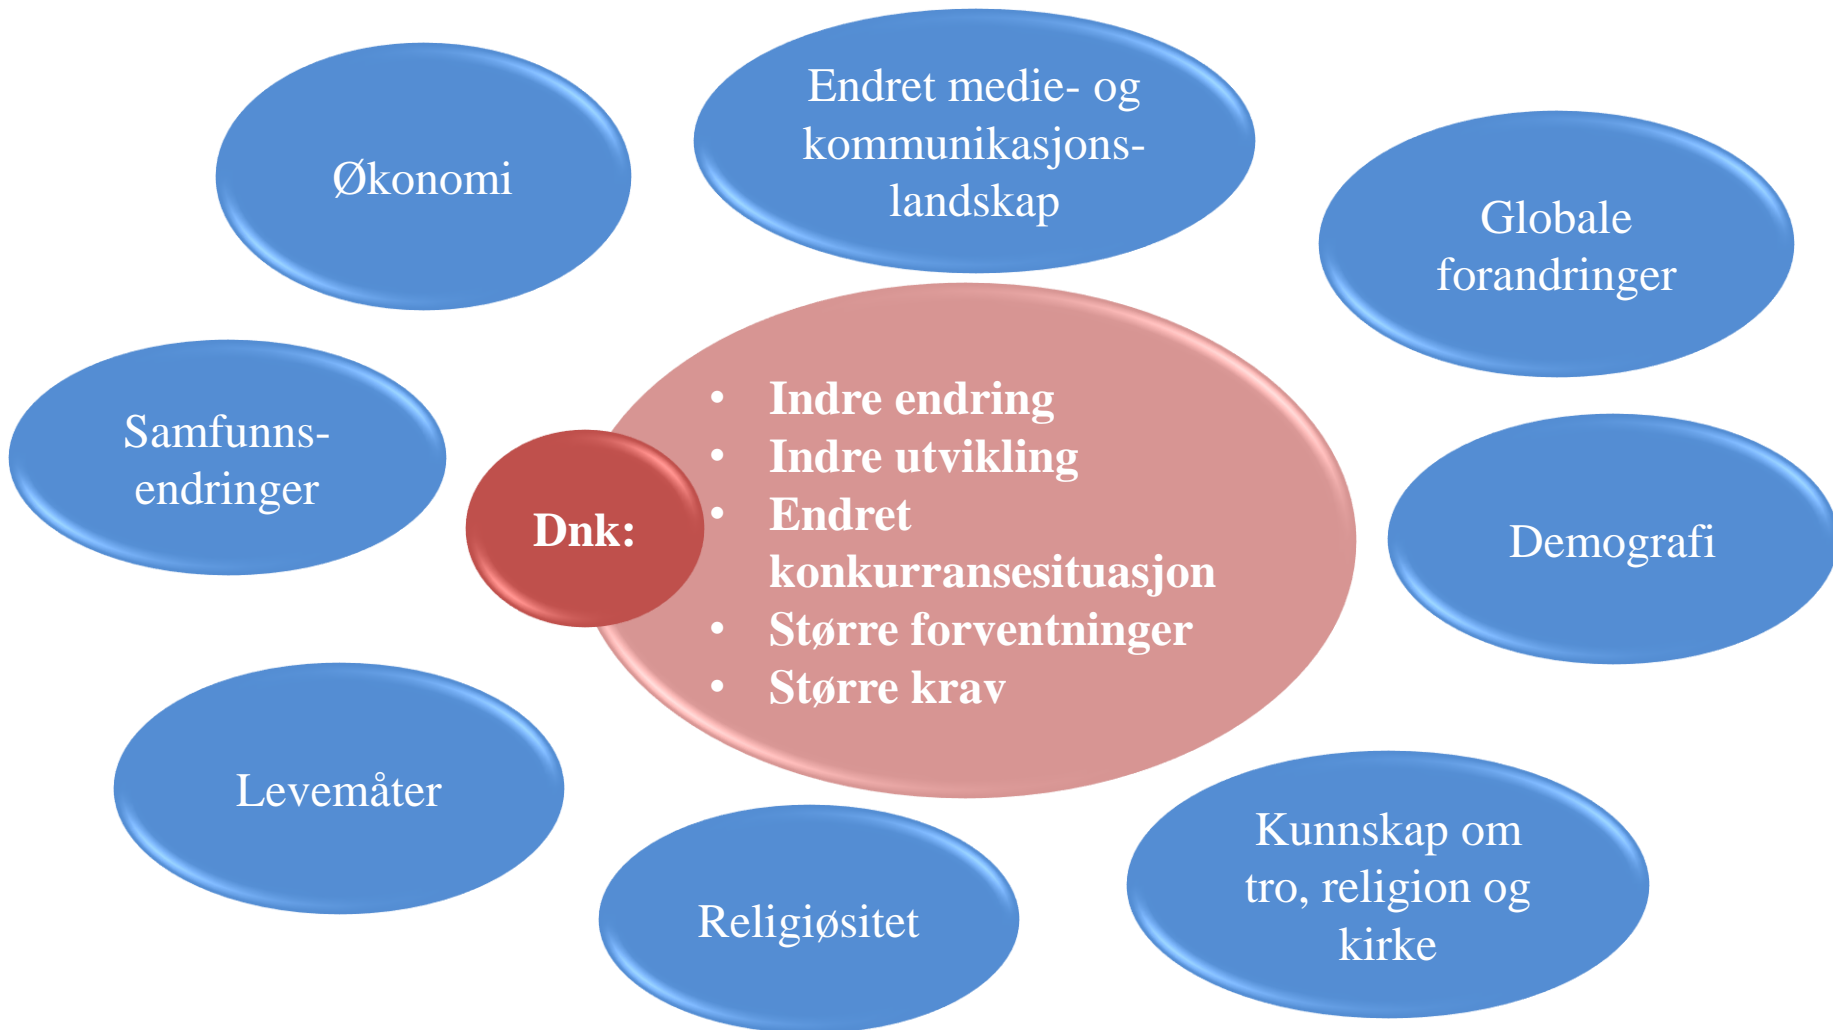 Økonomi
Endret medie- og
kommunikasjons-
landskap
Globale
forandringer
Samfunns-
endringer
Dnk:
• Indre endring
• Indre utvikling
• Endret
konkurransesituasjon
• Større forventninger
• Større krav
Demografi
Levemåter
Religiøsitet
Kunnskap om
tro, religion og
kirke